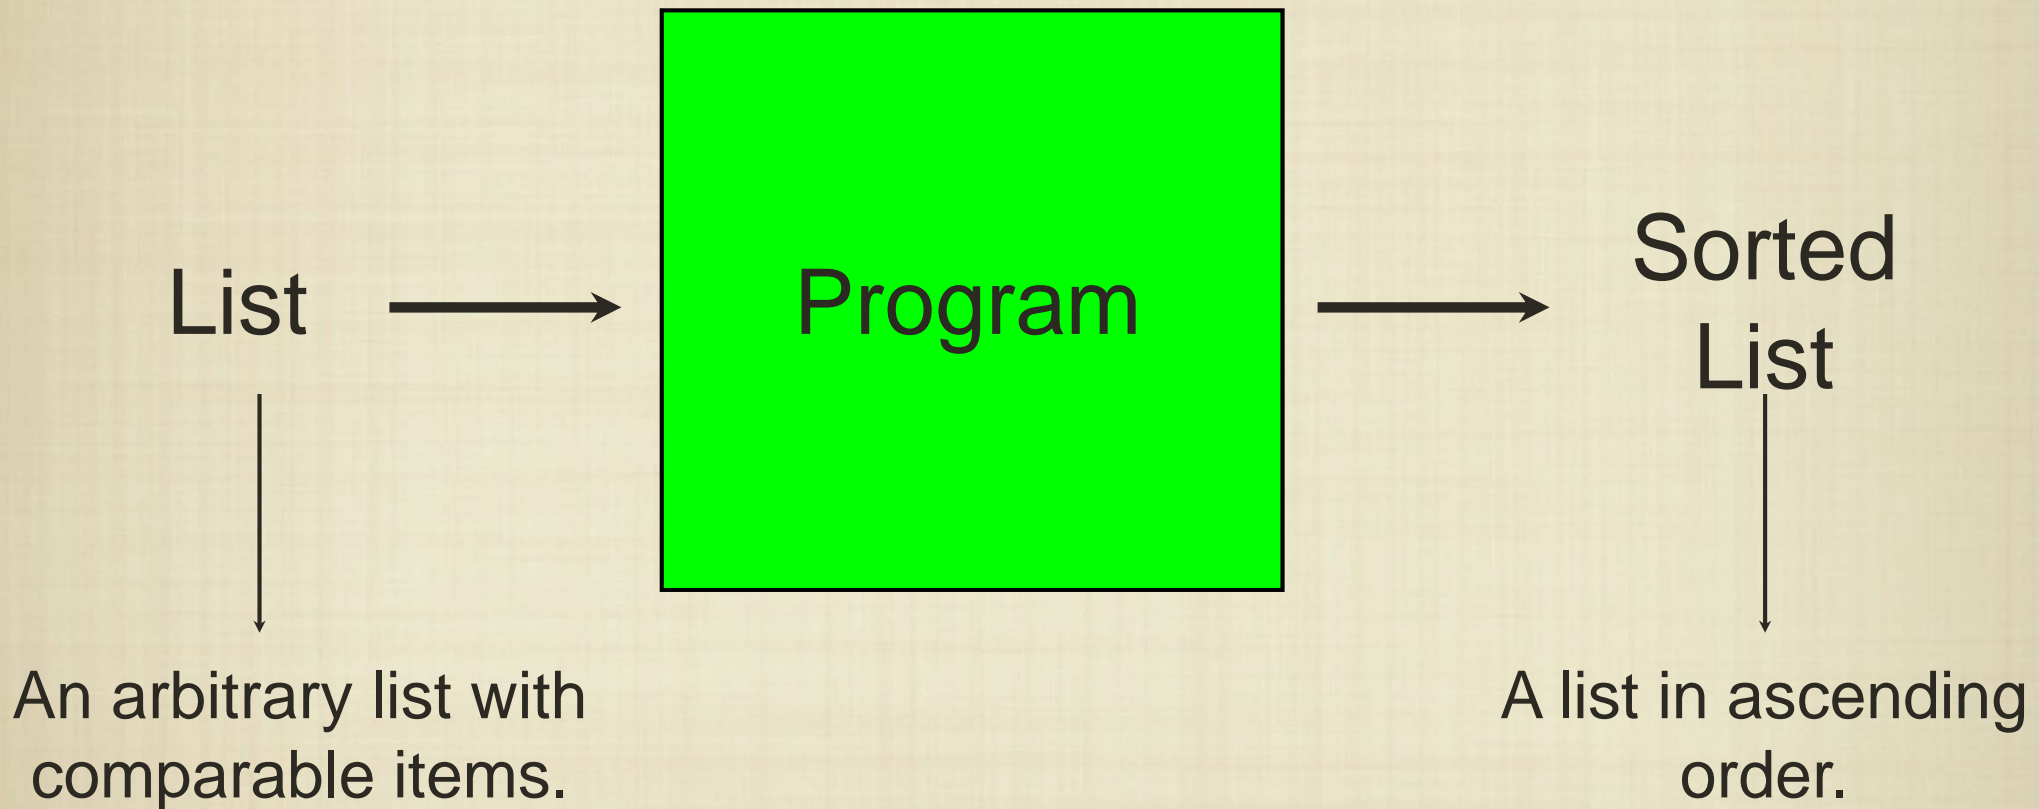 List
Program
Sorted
List
An arbitrary list with
comparable items.
A list in ascending
order.